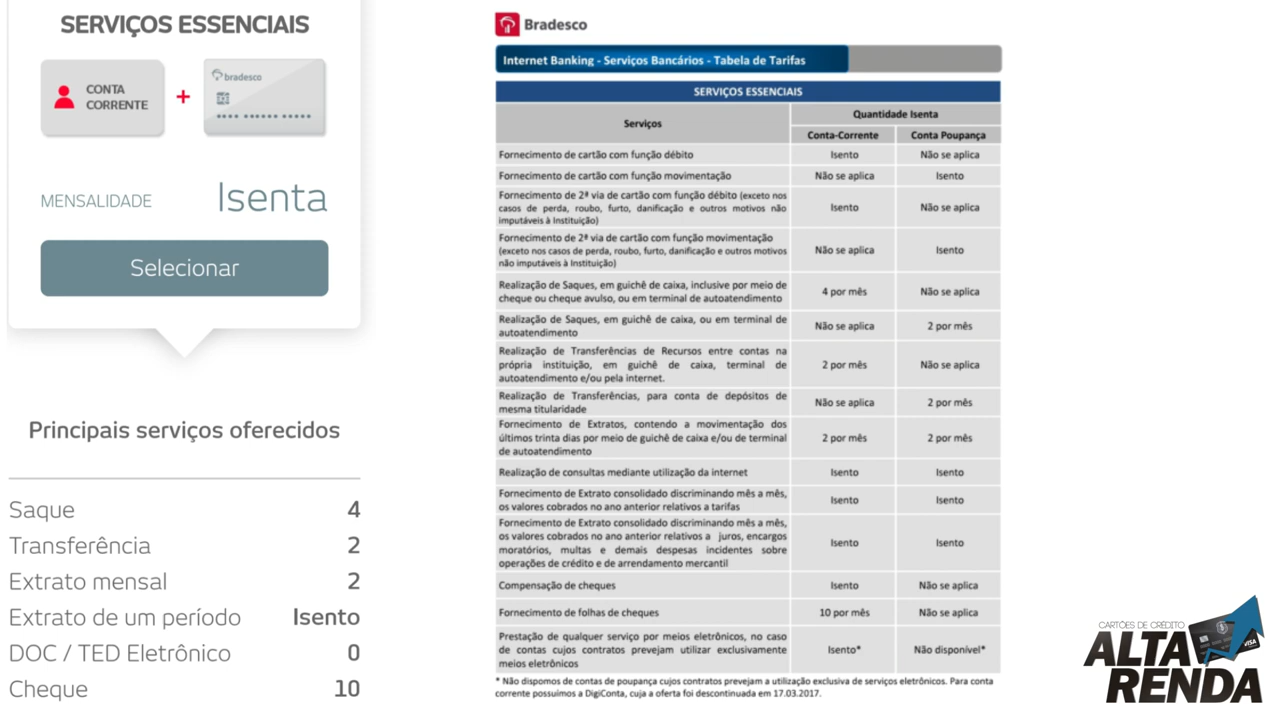 SERVIÇOS ESSENCIAIS
CONTA
CORRENTE
+
bradesco
MENSALIDADE Isenta
Selecionar
Principais serviços oferecidos
Saque 4
Transferência 2
Extrato mensal 2
Extrato de um período Isento
DOC / TED Eletrônico 0
Cheque 10
Bradesco
Internet Banking - Serviços Bancários - Tabela de Tarifas
SERVIÇOS ESSENCIAIS
Serviços
Quantidade Isenta
Conta-Corrente Conta Poupança
Fornecimento de cartão com função débito Isento Não se aplica
Fornecimento de cartão com função movimentação Não se aplica Isento
Fornecimento de 2ª via de cartão com função débito (exceto nos
casos de perda, roubo, furto, danificação e outros motivos não
imputáveis à Instituição)
Isento Não se aplica
Fornecimento de 2ª via de cartão com função movimentação
(exceto nos casos de perda, roubo, furto, danificação e outros motivos
não imputáveis à Instituição)
Não se aplica Isento
Realização de Saques, em guichê de caixa, inclusive por meio de
cheque ou cheque avulso, ou em terminal de autoatendimento
4 por mês Não se aplica
Realização de Saques, em guichê de caixa, ou em terminal de
autoatendimento
Não se aplica 2 por mês
Realização de Transferências de Recursos entre contas na
própria instituição, em guichê de caixa, terminal de
autoatendimento e/ou pela internet.
2 por mês Não se aplica
Realização de Transferências, para conta de depósitos de
mesma titularidade
Não se aplica 2 por mês
Fornecimento de Extratos, contendo a movimentação dos
últimos trinta dias por meio de guichê de caixa e/ou de terminal
de autoatendimento
2 por mês 2 por mês
Realização de consultas mediante utilização da internet Isento Isento
Fornecimento de Extrato consolidado discriminando mês a mês,
os valores cobrados no ano anterior relativos a tarifas
Isento Isento
Fornecimento de Extrato consolidado discriminando mês a mês,
os valores cobrados no ano anterior relativos a juros, encargos
moratórios, multas e demais despesas incidentes sobre
operações de crédito e de arrendamento mercantil
Isento Isento
Compensação de cheques Isento Não se aplica
Fornecimento de folhas de cheques 10 por mês Não se aplica
Prestação de qualquer serviço por meios eletrônicos, no caso
de contas cujos contratos prevejam utilizar exclusivamente
meios eletrônicos
Isento* Não disponível*
* Não dispomos de contas de poupança cujos contratos prevejam a utilização exclusiva de serviços eletrônicos. Para conta
corrente possuímos a DigiConta, cuja a oferta foi descontinuada em 17.03.2017.
CARTÕES DE CRÉDITO
ALTA
RENDA
VISA